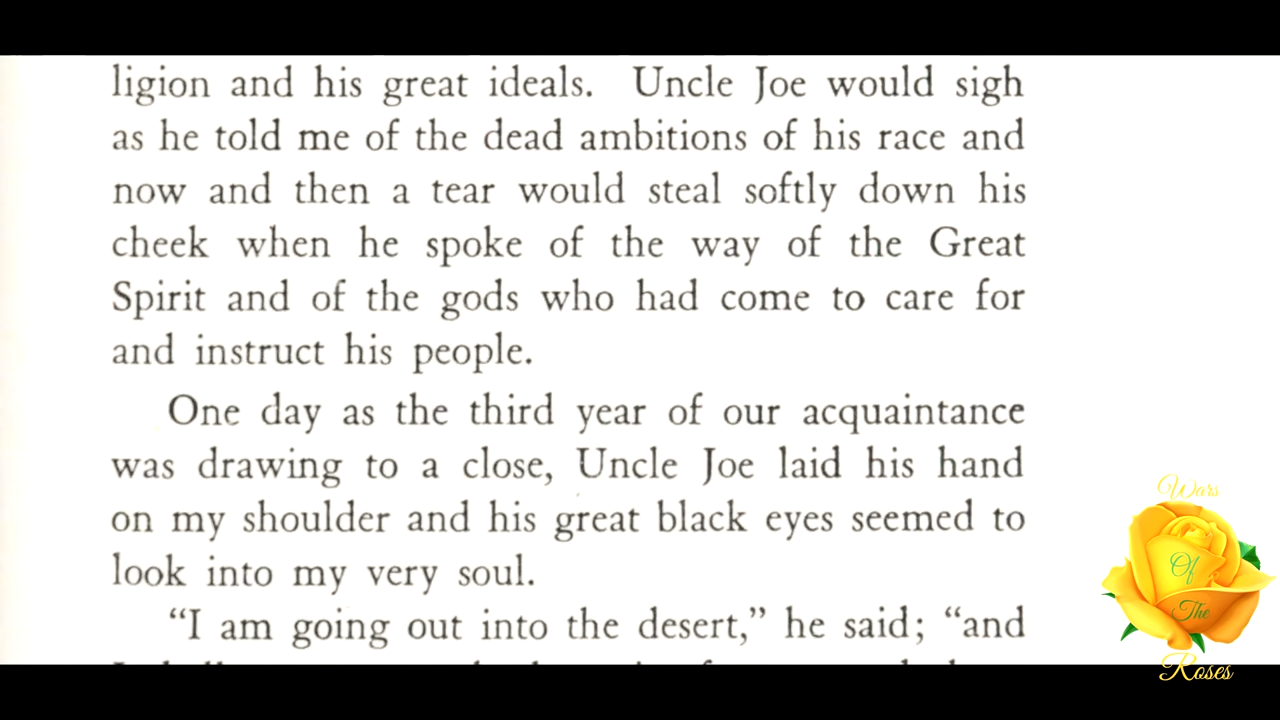 ligion and his great ideals. Uncle Joe would sigh
as he told me of the dead ambitions of his race and
now and then a tear would steal softly down his
cheek when he spoke of the way of the Great
Spirit and of the gods who had come to care for
and instruct his people.
One day as the third year of our acquaintance
was drawing to a close, Uncle Joe laid his hand
on my shoulder and his great black eyes seemed to
look into my very soul.
“I am going out into the desert,” he said; “and
Wars
Of
The
Roses